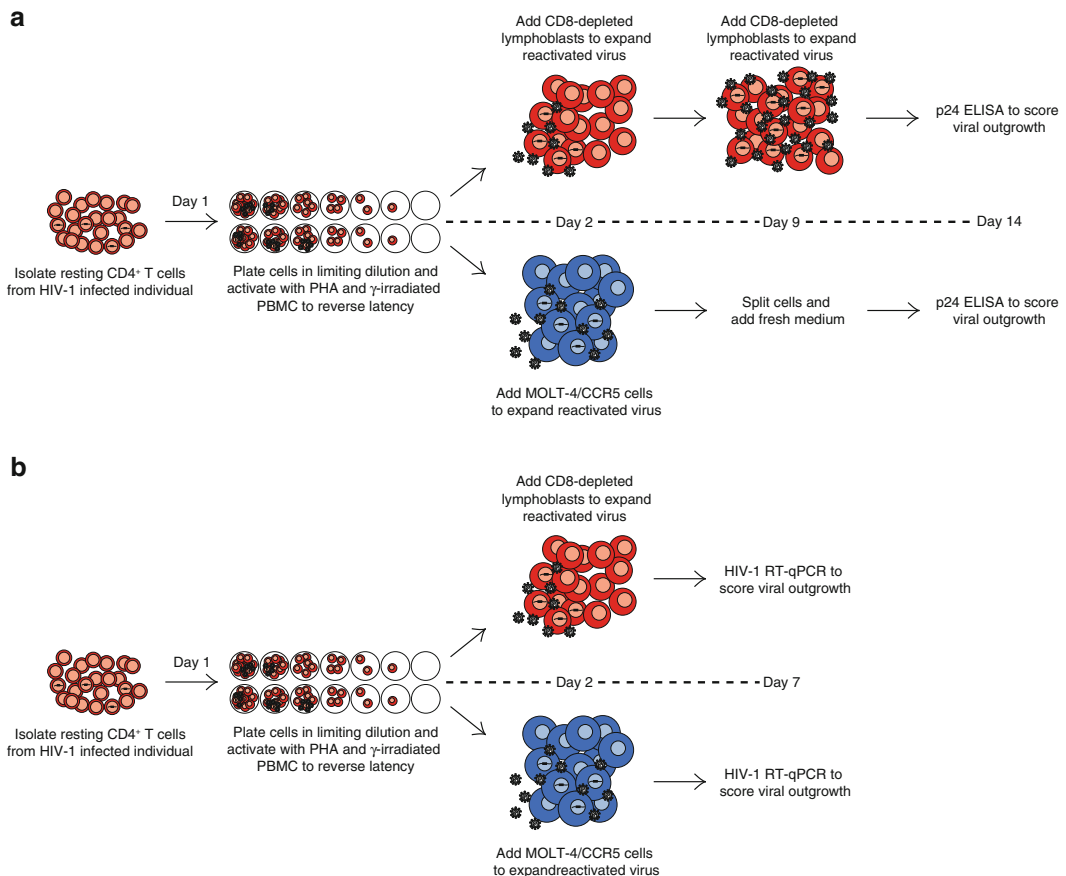 a
Add CD8-depleted
lymphoblasts to expand
reactivated virus
Add CD8-depleted
lymphoblasts to expand
reactivated virus
p24 ELISA to score
viral outgrowth
Day 1
Isolate resting CD4⁺ T cells
from HIV-1 infected individual
Plate cells in limiting dilution and
activate with PHA and γ-irradiated
PBMC to reverse latency
Day 2
Day 9
Day 14
Split cells and
add fresh medium
p24 ELISA to score
viral outgrowth
Add MOLT-4/CCR5 cells
to expand reactivated virus
b
Add CD8-depleted
lymphoblasts to expand
reactivated virus
HIV-1 RT-qPCR to
score viral outgrowth
Day 1
Isolate resting CD4⁺ T cells
from HIV-1 infected individual
Plate cells in limiting dilution and
activate with PHA and γ-irradiated
PBMC to reverse latency
Day 2
Day 7
HIV-1 RT-qPCR to
score viral outgrowth
Add MOLT-4/CCR5 cells
to expandreactivated virus